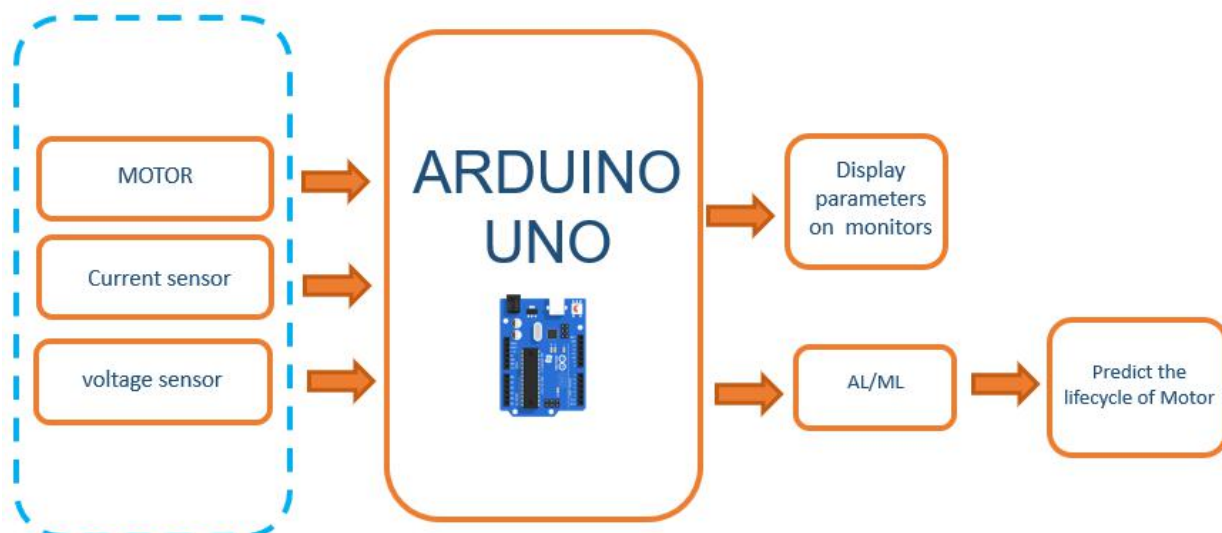 MOTOR
Current sensor
voltage sensor
ARDUINO
UNO
Display
parameters
on monitors
AL/ML
Predict the
lifecycle of Motor